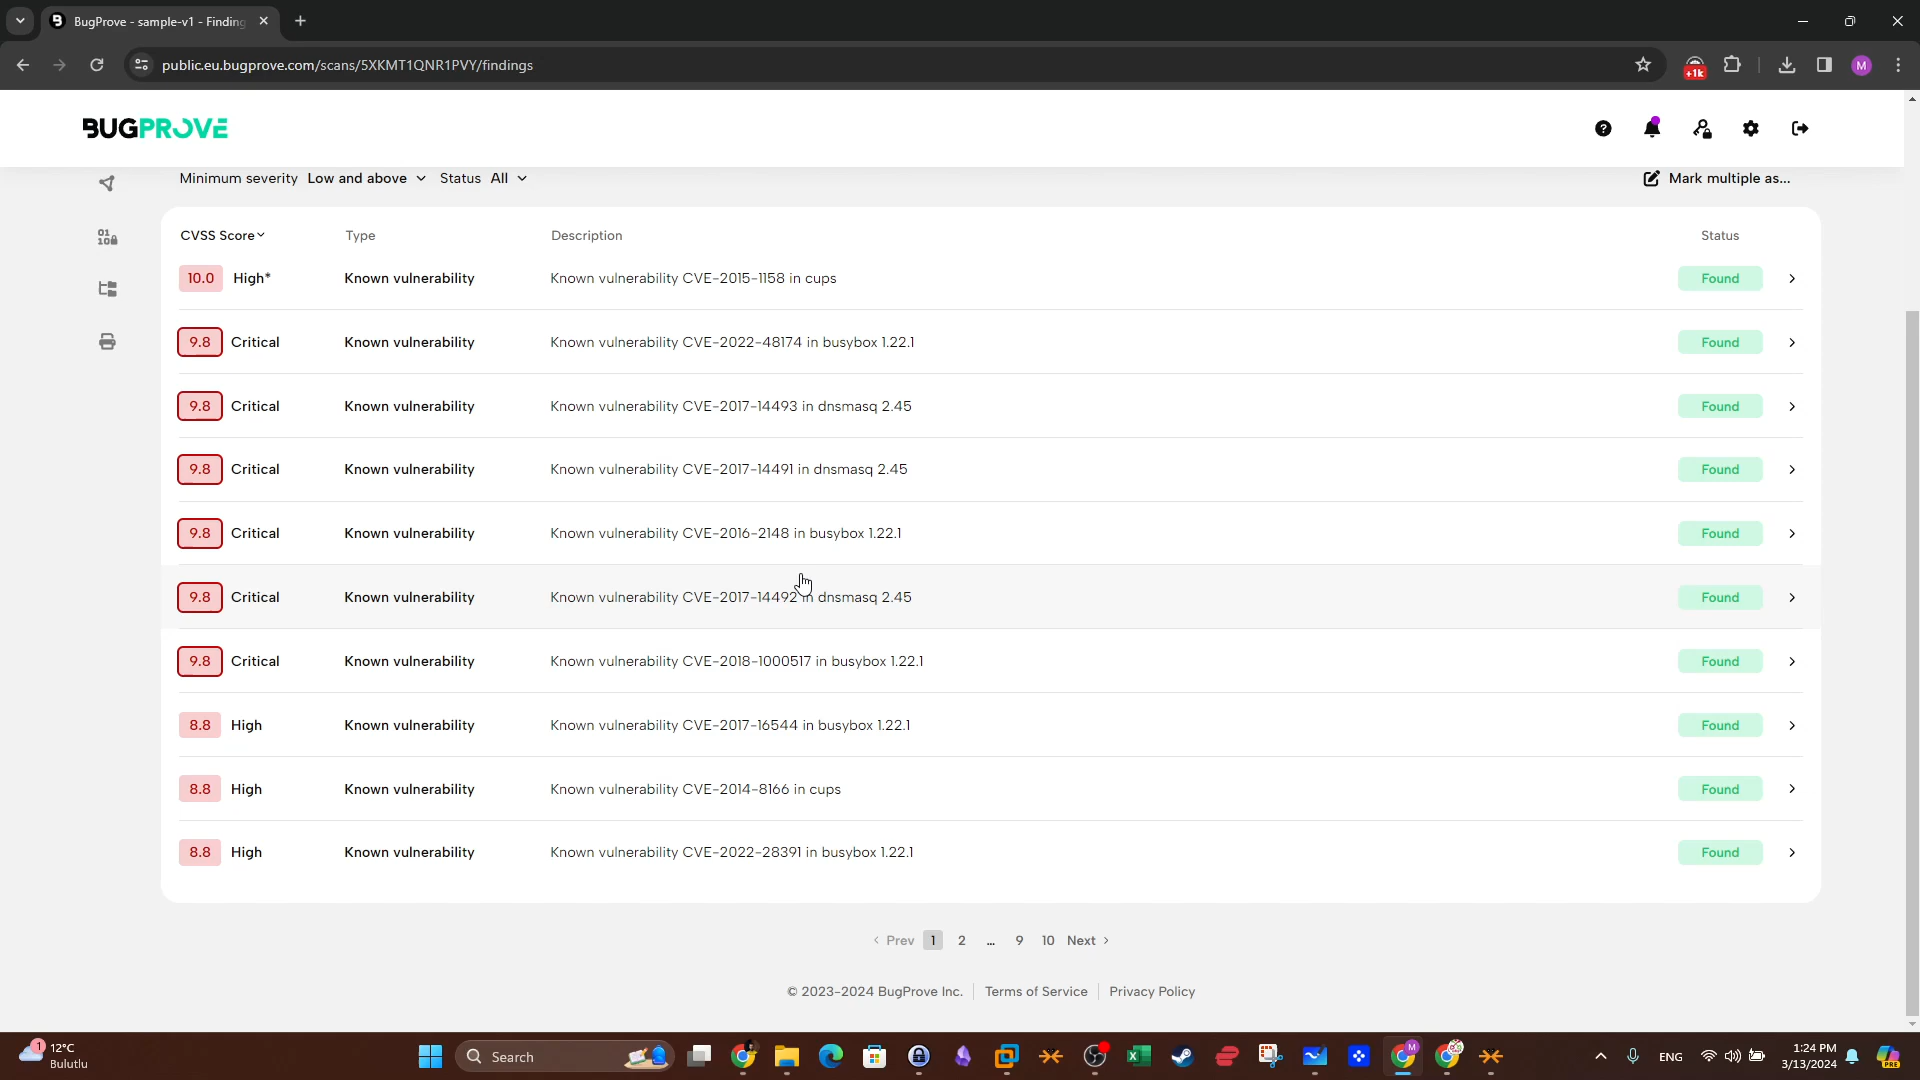 BugProve - sample-v1 - Finding
public.eu.bugprove.com/scans/5XKMT1QNR1PVY/findings
+1k
M
BUGPROVE
Minimum severity Low and above Status All Mark multiple as...
CVSS Score Type Description Status
10.0 High* Known vulnerability Known vulnerability CVE-2015-1158 in cups Found
9.8 Critical Known vulnerability Known vulnerability CVE-2022-48174 in busybox 1.22.1 Found
9.8 Critical Known vulnerability Known vulnerability CVE-2017-14493 in dnsmasq 2.45 Found
9.8 Critical Known vulnerability Known vulnerability CVE-2017-14491 in dnsmasq 2.45 Found
9.8 Critical Known vulnerability Known vulnerability CVE-2016-2148 in busybox 1.22.1 Found
9.8 Critical Known vulnerability Known vulnerability CVE-2017-14492 in dnsmasq 2.45 Found
9.8 Critical Known vulnerability Known vulnerability CVE-2018-1000517 in busybox 1.22.1 Found
8.8 High Known vulnerability Known vulnerability CVE-2017-16544 in busybox 1.22.1 Found
8.8 High Known vulnerability Known vulnerability CVE-2014-8166 in cups Found
8.8 High Known vulnerability Known vulnerability CVE-2022-28391 in busybox 1.22.1 Found
< Prev 1 2 ... 9 10 Next >
© 2023-2024 BugProve Inc. Terms of Service Privacy Policy
1 12°C
Bulutlu
Search
ENG
1:24 PM
3/13/2024
PRE